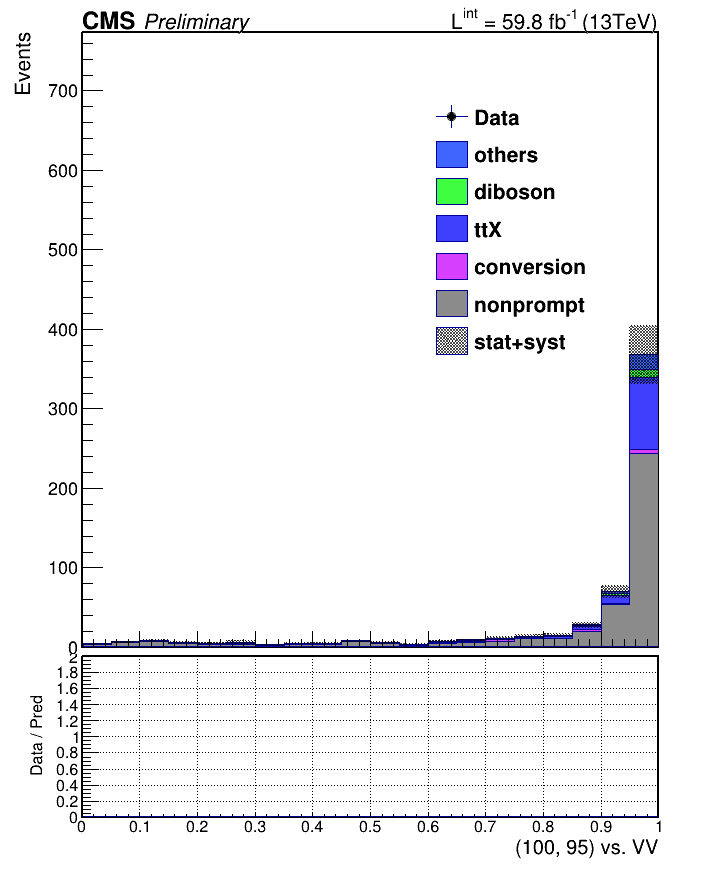 CMS Preliminary L^int = 59.8 fb^-1 (13TeV)
Events
700
600
500
400
300
200
100
0
Data
others
diboson
ttX
conversion
nonprompt
stat+syst
Data / Pred
2
1.8
1.6
1.4
1.2
1
0.8
0.6
0.4
0.2
0
0 0.1 0.2 0.3 0.4 0.5 0.6 0.7 0.8 0.9 1
(100, 95) vs. VV